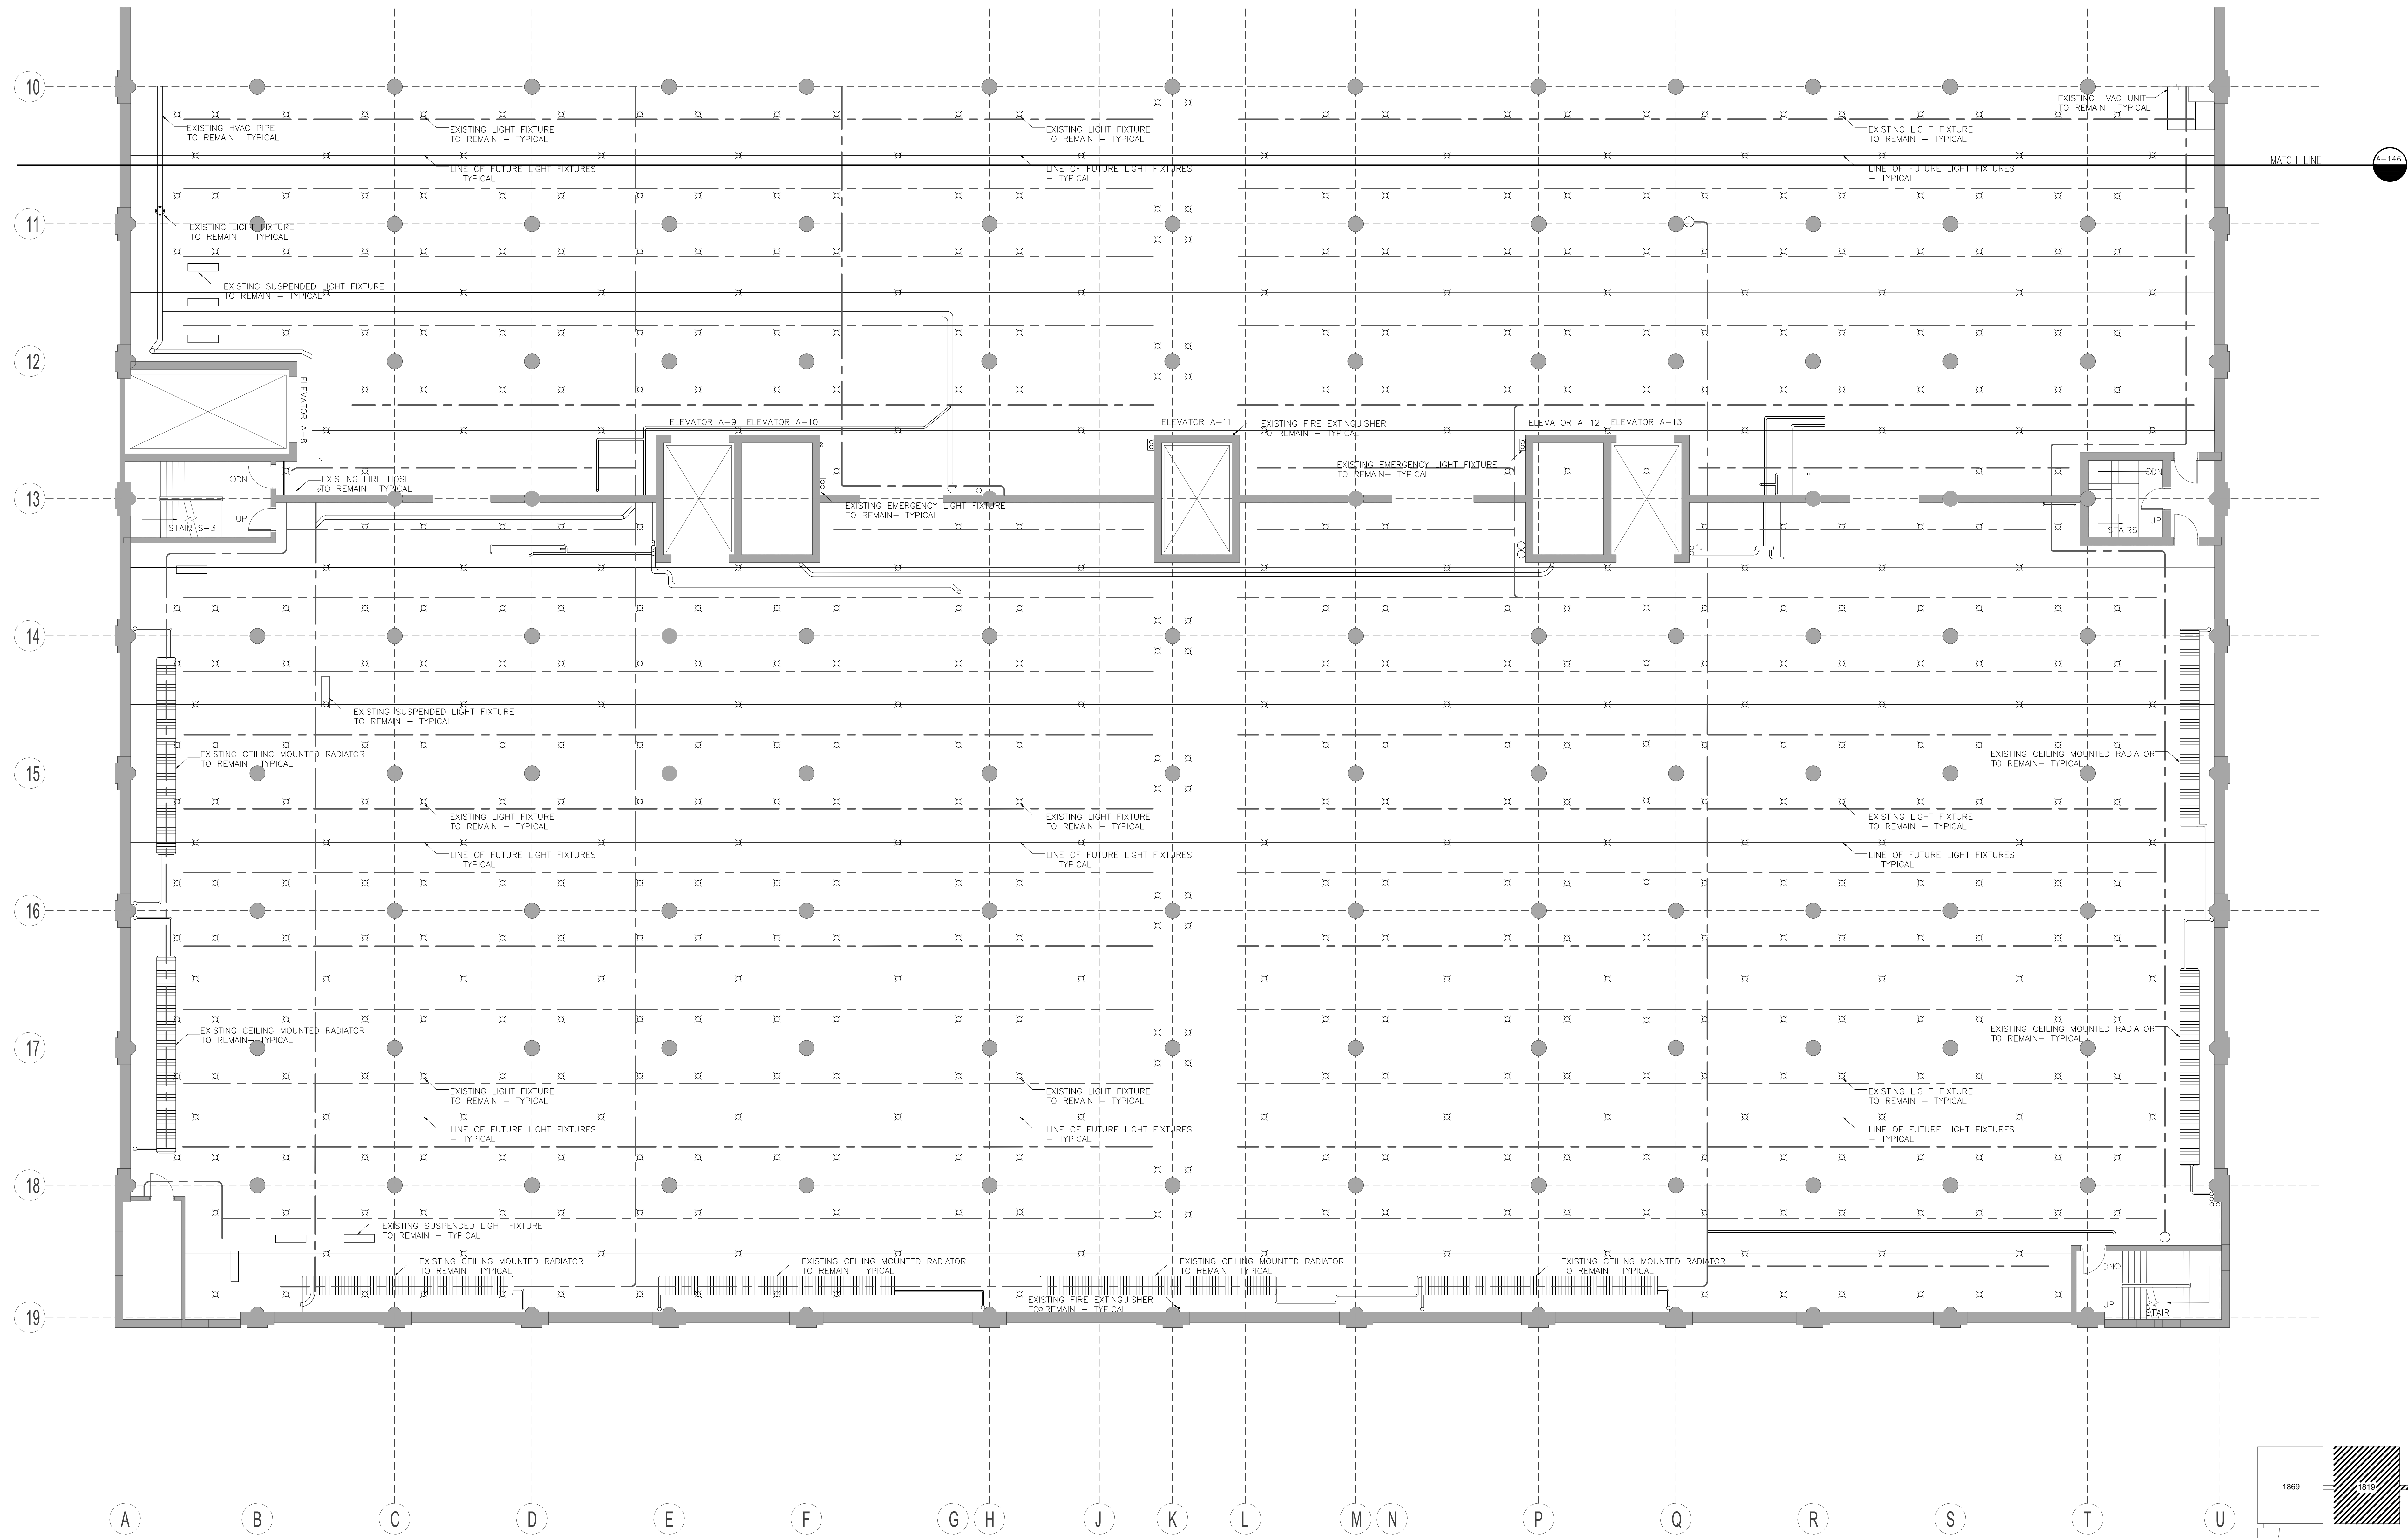 10
EXISTING HVAC UNIT
TO REMAIN– TYPICAL
EXISTING HVAC PIPE
TO REMAIN –TYPICAL
EXISTING LIGHT FIXTURE
TO REMAIN – TYPICAL
EXISTING LIGHT FIXTURE
TO REMAIN – TYPICAL
EXISTING LIGHT FIXTURE
TO REMAIN – TYPICAL
MATCH LINE
A–146
LINE OF FUTURE LIGHT FIXTURES
– TYPICAL
LINE OF FUTURE LIGHT FIXTURES
– TYPICAL
LINE OF FUTURE LIGHT FIXTURES
– TYPICAL
11
EXISTING LIGHT FIXTURE
TO REMAIN – TYPICAL
EXISTING SUSPENDED LIGHT FIXTURE
TO REMAIN – TYPICAL
12
ELEVATOR A–8
ELEVATOR A–9
ELEVATOR A–10
ELEVATOR A–11
EXISTING FIRE EXTINGUISHER
TO REMAIN – TYPICAL
ELEVATOR A–12
ELEVATOR A–13
EXISTING EMERGENCY LIGHT FIXTURE
TO REMAIN– TYPICAL
EXISTING FIRE HOSE
TO REMAIN– TYPICAL
DN
DN
13
EXISTING EMERGENCY LIGHT FIXTURE
TO REMAIN– TYPICAL
UP
STAIR S–3
UP
STAIRS
14
EXISTING SUSPENDED LIGHT FIXTURE
TO REMAIN – TYPICAL
EXISTING CEILING MOUNTED RADIATOR
TO REMAIN– TYPICAL
EXISTING CEILING MOUNTED RADIATOR
TO REMAIN– TYPICAL
15
EXISTING LIGHT FIXTURE
TO REMAIN – TYPICAL
EXISTING LIGHT FIXTURE
TO REMAIN – TYPICAL
EXISTING LIGHT FIXTURE
TO REMAIN – TYPICAL
LINE OF FUTURE LIGHT FIXTURES
– TYPICAL
LINE OF FUTURE LIGHT FIXTURES
– TYPICAL
LINE OF FUTURE LIGHT FIXTURES
– TYPICAL
16
EXISTING CEILING MOUNTED RADIATOR
TO REMAIN– TYPICAL
EXISTING CEILING MOUNTED RADIATOR
TO REMAIN– TYPICAL
17
EXISTING LIGHT FIXTURE
TO REMAIN – TYPICAL
EXISTING LIGHT FIXTURE
TO REMAIN – TYPICAL
EXISTING LIGHT FIXTURE
TO REMAIN – TYPICAL
LINE OF FUTURE LIGHT FIXTURES
– TYPICAL
LINE OF FUTURE LIGHT FIXTURES
– TYPICAL
LINE OF FUTURE LIGHT FIXTURES
– TYPICAL
18
EXISTING SUSPENDED LIGHT FIXTURE
TO REMAIN – TYPICAL
EXISTING CEILING MOUNTED RADIATOR
TO REMAIN– TYPICAL
EXISTING CEILING MOUNTED RADIATOR
TO REMAIN– TYPICAL
EXISTING CEILING MOUNTED RADIATOR
TO REMAIN– TYPICAL
EXISTING CEILING MOUNTED RADIATOR
TO REMAIN– TYPICAL
DN
EXISTING FIRE EXTINGUISHER
TO REMAIN – TYPICAL
UP
STAIR
19
1869
1819
A
B
C
D
E
F
G
H
J
K
L
M
N
P
Q
R
S
T
U